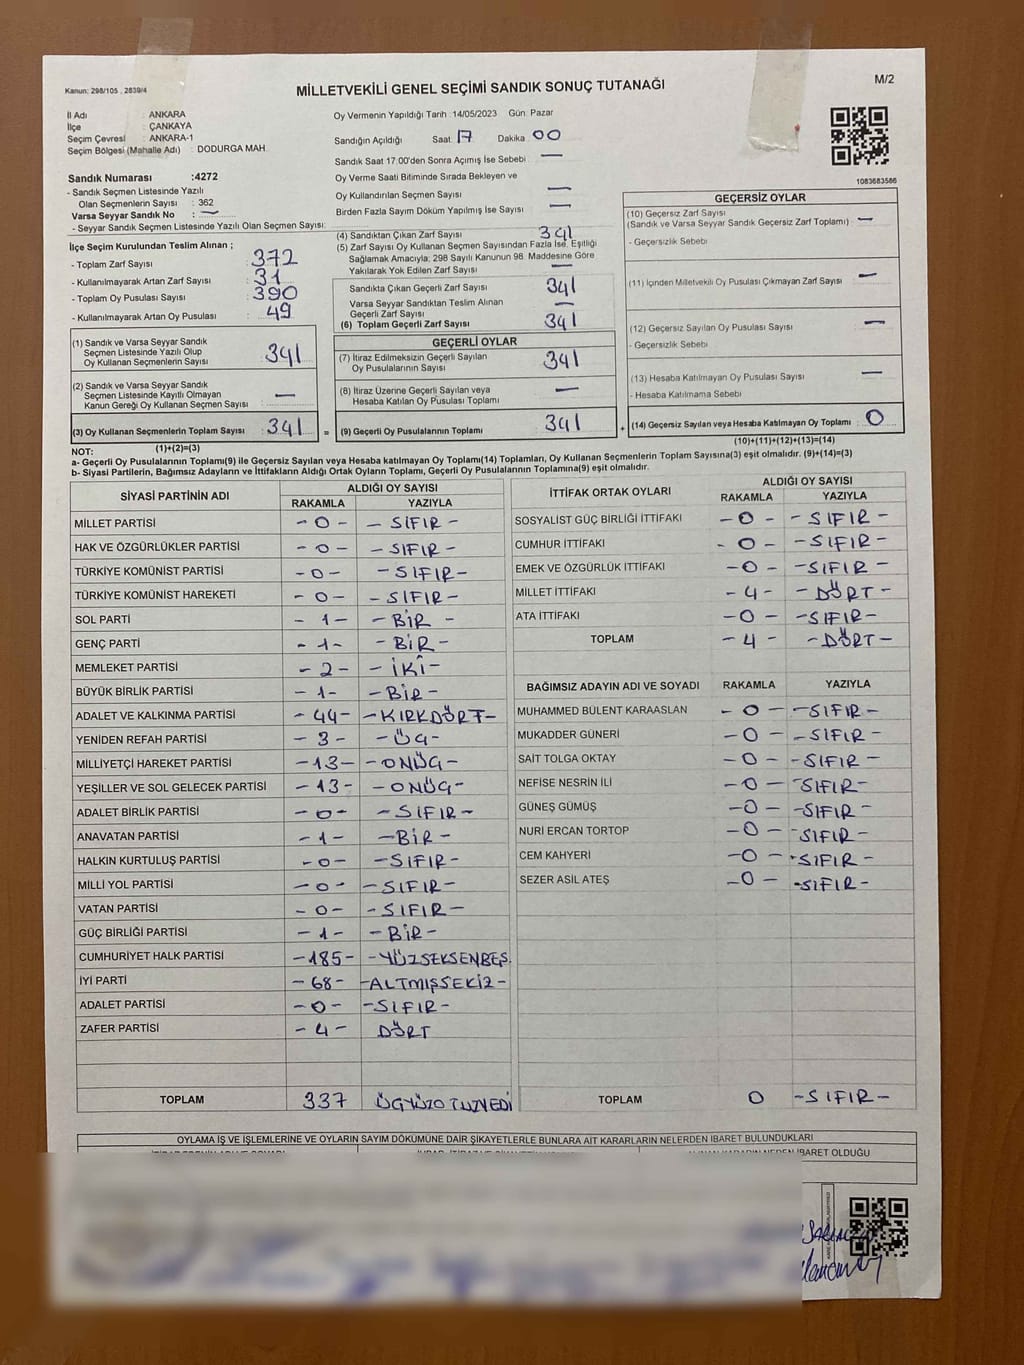 Kanun: 298/105 , 2839/4
MİLLETVEKİLİ GENEL SEÇİMİ SANDIK SONUÇ TUTANAĞI
M/2
İl Adı : ANKARA
İlçe : ÇANKAYA
Seçim Çevresi : ANKARA-1
Seçim Bölgesi (Mahalle Adı) : DODURGA MAH.
Oy Vermenin Yapıldığı Tarih :14/05/2023 Gün: Pazar
Sandığın Açıldığı Saat 17 Dakika 00
Sandık Saat 17:00'den Sonra Açımış İse Sebebi —
Oy Verme Saati Bitiminde Sırada Bekleyen ve
Oy Kullandırılan Seçmen Sayısı —
Birden Fazla Sayım Döküm Yapılmış İse Sayısı —
1083683586
Sandık Numarası :4272
- Sandık Seçmen Listesinde Yazılı
Olan Seçmenlerin Sayısı : 362
Varsa Seyyar Sandık No : —
- Seyyar Sandık Seçmen Listesinde Yazılı Olan Seçmen Sayısı:
İlçe Seçim Kurulundan Teslim Alınan ;
- Toplam Zarf Sayısı : 372
- Kullanılmayarak Artan Zarf Sayısı : 31
- Toplam Oy Pusulası Sayısı : 390
- Kullanılmayarak Artan Oy Pusulası : 49
(1) Sandık ve Varsa Seyyar Sandık
Seçmen Listesinde Yazılı Olup
Oy Kullanan Seçmenlerin Sayısı : 341
(2) Sandık ve Varsa Seyyar Sandık
Seçmen Listesinde Kayıtlı Olmayan
Kanun Gereği Oy Kullanan Seçmen Sayısı : —
(3) Oy Kullanan Seçmenlerin Toplam Sayısı : 341
(1)+(2)=(3)
(4) Sandıktan Çıkan Zarf Sayısı 341
(5) Zarf Sayısı Oy Kullanan Seçmen Sayısından Fazla İse, Eşitliği
Sağlamak Amacıyla; 298 Sayılı Kanunun 98. Maddesine Göre
Yakılarak Yok Edilen Zarf Sayısı —
Sandıkta Çıkan Geçerli Zarf Sayısı 341
Varsa Seyyar Sandıktan Teslim Alınan
Geçerli Zarf Sayısı —
(6) Toplam Geçerli Zarf Sayısı 341
GEÇERLİ OYLAR
(7) İtiraz Edilmeksizin Geçerli Sayılan
Oy Pusulalarının Sayısı 341
(8) İtiraz Üzerine Geçerli Sayılan veya
Hesaba Katılan Oy Pusulası Toplamı —
= (9) Geçerli Oy Pusulalarının Toplamı 341
GEÇERSİZ OYLAR
(10) Geçersiz Zarf Sayısı
(Sandık ve Varsa Seyyar Sandık Geçersiz Zarf Toplamı) —
- Geçersizlik Sebebi
(11) İçinden Milletvekili Oy Pusulası Çıkmayan Zarf Sayısı —
(12) Geçersiz Sayılan Oy Pusulası Sayısı —
- Geçersizlik Sebebi
(13) Hesaba Katılmayan Oy Pusulası Sayısı —
- Hesaba Katılmama Sebebi
+ (14) Geçersiz Sayılan veya Hesaba Katılmayan Oy Toplamı : 0
(10)+(11)+(12)+(13)=(14)
NOT:
a- Geçerli Oy Pusulalarının Toplamı(9) ile Geçersiz Sayılan veya Hesaba katılmayan Oy Toplamı(14) Toplamları, Oy Kullanan Seçmenlerin Toplam Sayısına(3) eşit olmalıdır. (9)+(14)=(3)
b- Siyasi Partilerin, Bağımsız Adayların ve İttifakların Aldığı Ortak Oyların Toplamı, Geçerli Oy Pusulalarının Toplamına(9) eşit olmalıdır.
SİYASİ PARTİNİN ADI ALDIĞI OY SAYISI
RAKAMLA YAZIYLA
MİLLET PARTİSİ - 0 - - SIFIR -
HAK VE ÖZGÜRLÜKLER PARTİSİ - 0 - - SIFIR -
TÜRKİYE KOMÜNİST PARTİSİ - 0 - - SIFIR -
TÜRKİYE KOMÜNİST HAREKETİ - 0 - - SIFIR -
SOL PARTİ - 1 - - BİR -
GENÇ PARTİ - 1 - - BİR -
MEMLEKET PARTİSİ - 2 - - İKİ -
BÜYÜK BİRLİK PARTİSİ - 1 - - BİR -
ADALET VE KALKINMA PARTİSİ - 44 - - KIRKDÖRT -
YENİDEN REFAH PARTİSİ - 3 - - ÜÇ -
MİLLİYETÇİ HAREKET PARTİSİ - 13 - - ONÜÇ -
YEŞİLLER VE SOL GELECEK PARTİSİ - 13 - - ONÜÇ -
ADALET BİRLİK PARTİSİ - 0 - - SIFIR -
ANAVATAN PARTİSİ - 1 - - BİR -
HALKIN KURTULUŞ PARTİSİ - 0 - - SIFIR -
MİLLİ YOL PARTİSİ - 0 - - SIFIR -
VATAN PARTİSİ - 0 - - SIFIR -
GÜÇ BİRLİĞİ PARTİSİ - 1 - - BİR -
CUMHURİYET HALK PARTİSİ - 185 - - YÜZSEKSENBEŞ.
İYİ PARTİ - 68 - - ALTMIŞSEKİZ -
ADALET PARTİSİ - 0 - - SIFIR -
ZAFER PARTİSİ - 4 - DÖRT
TOPLAM 337 ÜÇYÜZOTUZYEDİ
İTTİFAK ORTAK OYLARI ALDIĞI OY SAYISI
RAKAMLA YAZIYLA
SOSYALİST GÜÇ BİRLİĞİ İTTİFAKI - 0 - - SIFIR -
CUMHUR İTTİFAKI - 0 - - SIFIR -
EMEK VE ÖZGÜRLÜK İTTİFAKI - 0 - - SIFIR -
MİLLET İTTİFAKI - 4 - - DÖRT -
ATA İTTİFAKI - 0 - - SIFIR -
TOPLAM - 4 - - DÖRT -
BAĞIMSIZ ADAYIN ADI VE SOYADI RAKAMLA YAZIYLA
MUHAMMED BÜLENT KARAASLAN - 0 - - SIFIR -
MUKADDER GÜNERİ - 0 - - SIFIR -
SAİT TOLGA OKTAY - 0 - - SIFIR -
NEFİSE NESRİN İLİ - 0 - - SIFIR -
GÜNEŞ GÜMÜŞ - 0 - - SIFIR -
NURİ ERCAN TORTOP - 0 - - SIFIR -
CEM KAHYERİ - 0 - - SIFIR -
SEZER ASİL ATEŞ - 0 - - SIFIR -
TOPLAM 0 - SIFIR -
OYLAMA İŞ VE İŞLEMLERİNE VE OYLARIN SAYIM DÖKÜMÜNE DAİR ŞİKAYETLERLE BUNLARA AİT KARARLARIN NELERDEN İBARET BULUNDUKLARI
NEDEN İBARET OLDUĞU